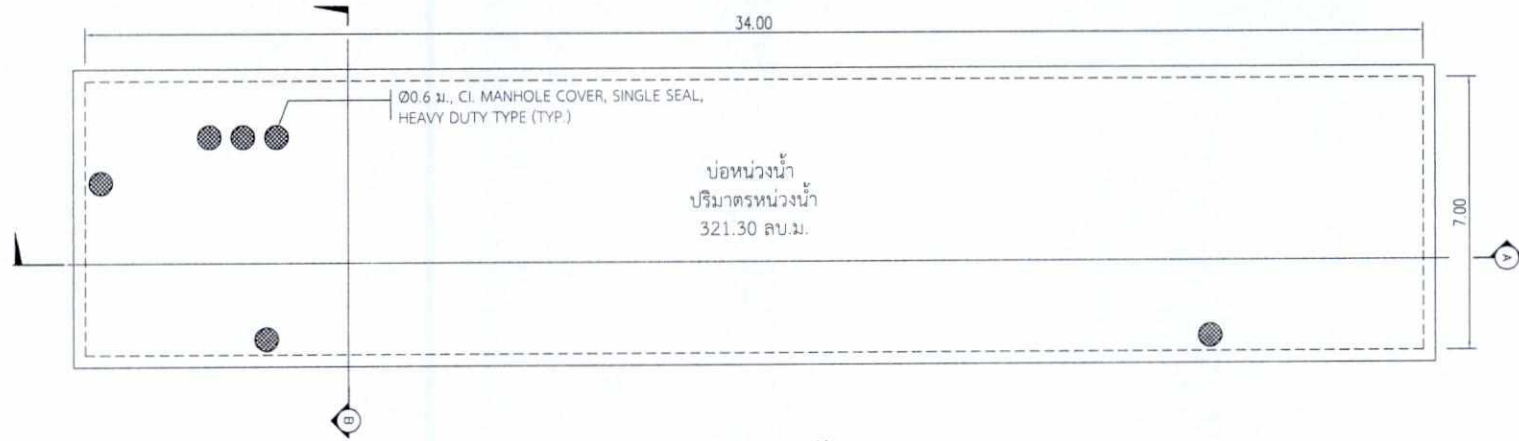 34.00
Ø0.6 ม., CI. MANHOLE COVER, SINGLE SEAL,
HEAVY DUTY TYPE (TYP.)
บ่อหน่วงน้ำ
ปริมาตรหน่วงน้ำ
321.30 ลบ.ม.
7.00
A
B